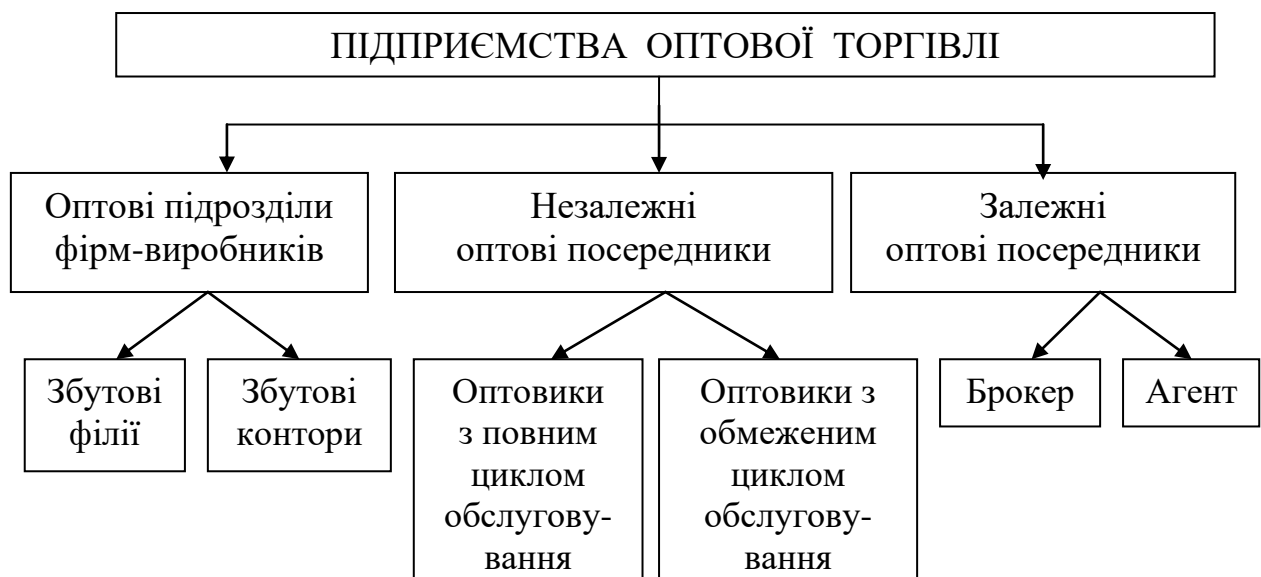 ПІДПРИЄМСТВА ОПТОВОЇ ТОРГІВЛІ
Оптові підрозділи
фірм-виробників
Незалежні
оптові посередники
Залежні
оптові посередники
Збутові
філії
Збутові
контори
Оптовики
з повним
циклом
обслугову-
вання
Оптовики з
обмеженим
циклом
обслугову-
вання
Брокер
Агент